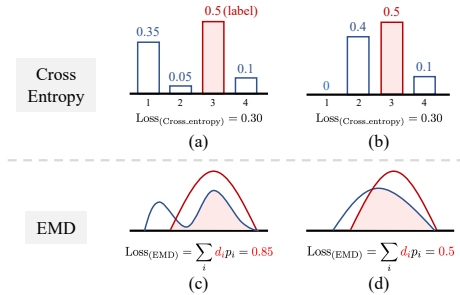 0.5 (label)
0.35
0.05
0.1
1 2 3 4
Cross
Entropy
Loss(Cross_entropy) = 0.30
(a)
0.5
0.4
0.1
0
1 2 3 4
Loss(Cross_entropy) = 0.30
(b)
EMD
Loss(EMD) = ∑ i dᵢpᵢ = 0.85
(c)
Loss(EMD) = ∑ i dᵢpᵢ = 0.5
(d)